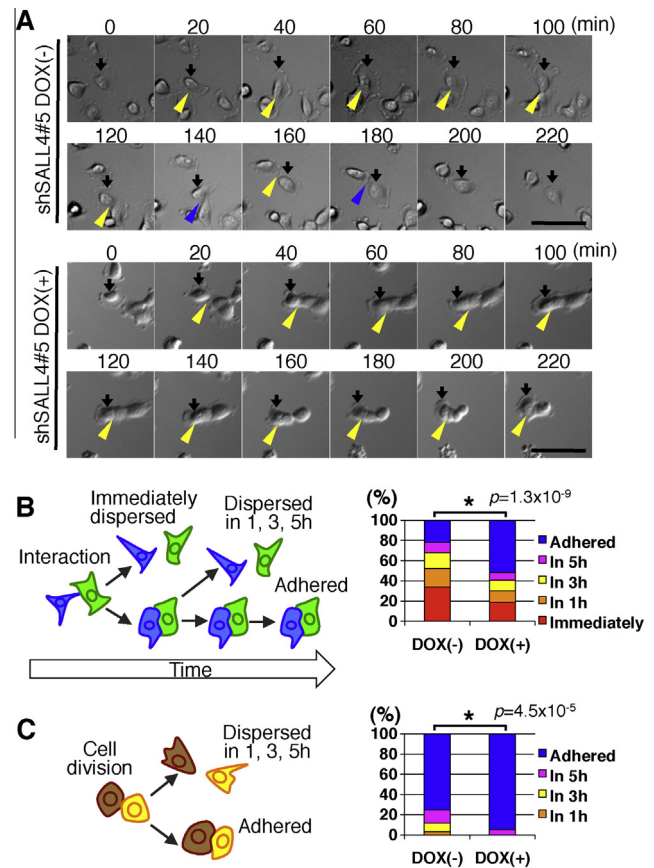 A
0 20 40 60 80 100 (min)
shSALL4#5 DOX(-)
120 140 160 180 200 220
0 20 40 60 80 100 (min)
shSALL4#5 DOX(+)
120 140 160 180 200 220
B
Immediately
dispersed
Dispersed
in 1, 3, 5h
Interaction
Adhered
Time
(%)
* p=1.3x10-9
100
80
60
40
20
0
Adhered
In 5h
In 3h
In 1h
Immediately
DOX(-) DOX(+)
C
Cell
division
Dispersed
in 1, 3, 5h
Adhered
(%)
* p=4.5x10-5
100
80
60
40
20
0
Adhered
In 5h
In 3h
In 1h
DOX(-) DOX(+)